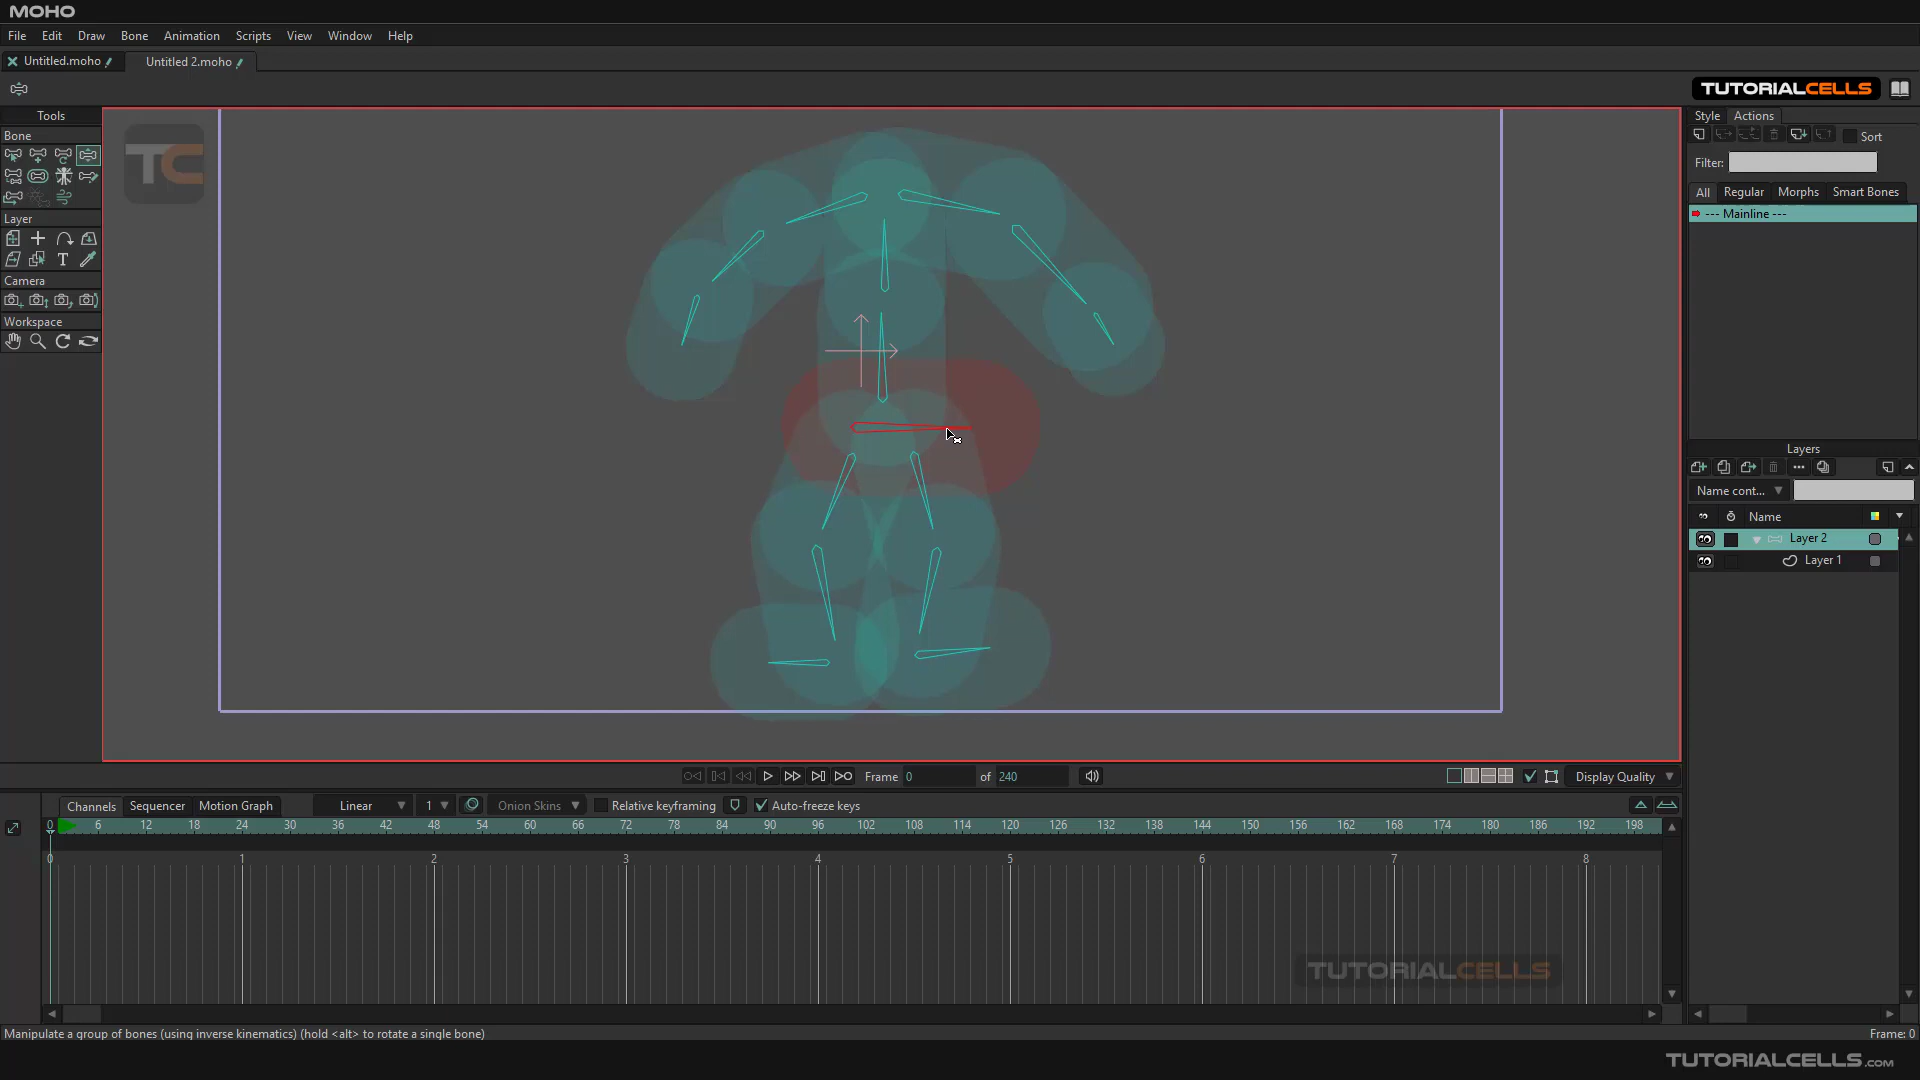 MOHO
File Edit Draw Bone Animation Scripts View Window Help
Untitled.moho Untitled 2.moho
TUTORIALCELLS
Tools
Style Actions
TC
Bone
Sort
Filter:
All Regular Morphs Smart Bones
--- Mainline ---
Layer
T
Camera
Workspace
Layers
Name cont...
Name
Layer 2
Layer 1
Frame 0 of 240 Display Quality
Channels Sequencer Motion Graph Linear 1 Onion Skins Relative keyframing Auto-freeze keys
0 6 12 18 24 30 36 42 48 54 60 66 72 78 84 90 96 102 108 114 120 126 132 138 144 150 156 162 168 174 180 186 192 198
0 1 2 3 4 5 6 7 8
TUTORIALCELLS
Manipulate a group of bones (using inverse kinematics) (hold <alt> to rotate a single bone) Frame: 0
TUTORIALCELLS.com